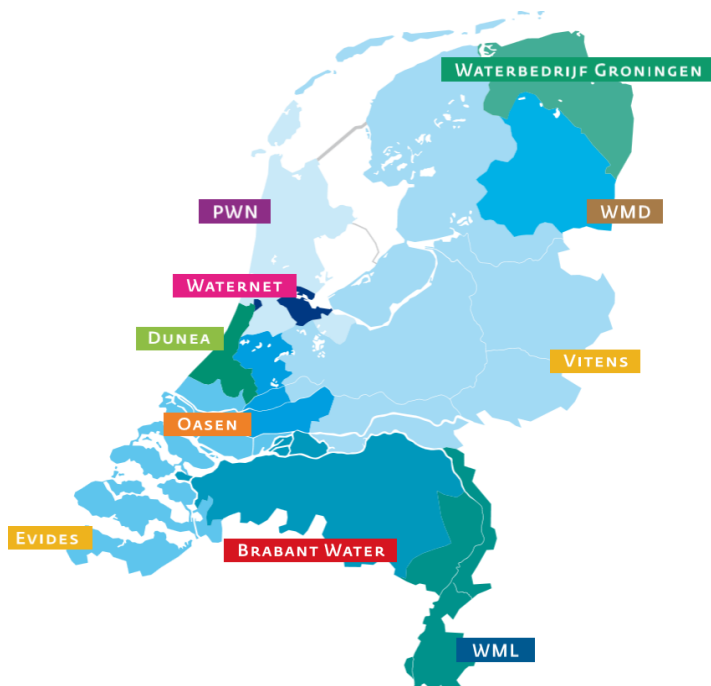 WATERBEDRIJF GRONINGEN
PWN
WMD
WATERNET
DUNEA
VITENS
OASEN
EVIDES
BRABANT WATER
WML